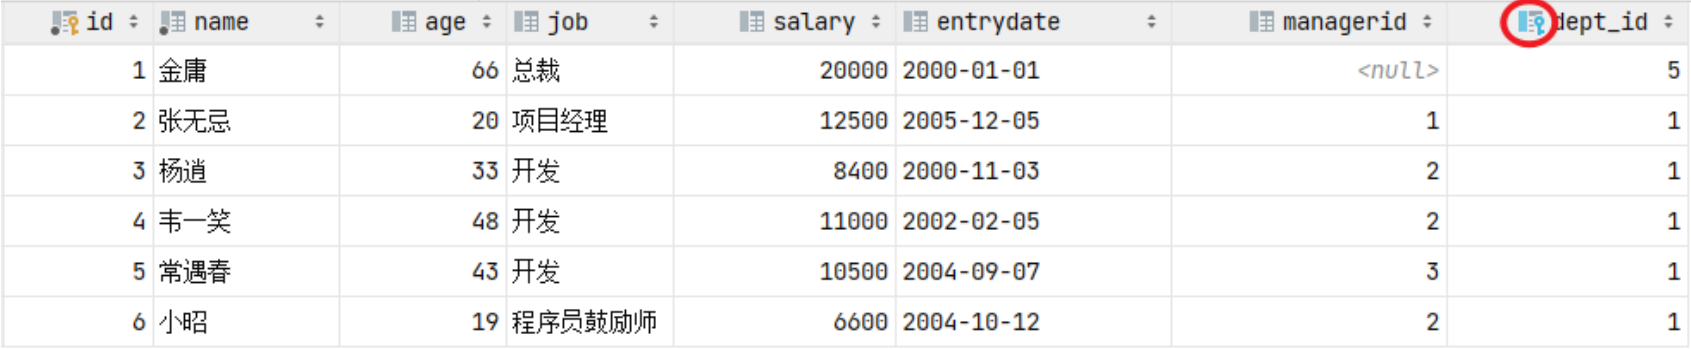 id name age job salary entrydate managerid dept_id
1 金庸 66 总裁 20000 2000-01-01 <null> 5
2 张无忌 20 项目经理 12500 2005-12-05 1 1
3 杨逍 33 开发 8400 2000-11-03 2 1
4 韦一笑 48 开发 11000 2002-02-05 2 1
5 常遇春 43 开发 10500 2004-09-07 3 1
6 小昭 19 程序员鼓励师 6600 2004-10-12 2 1